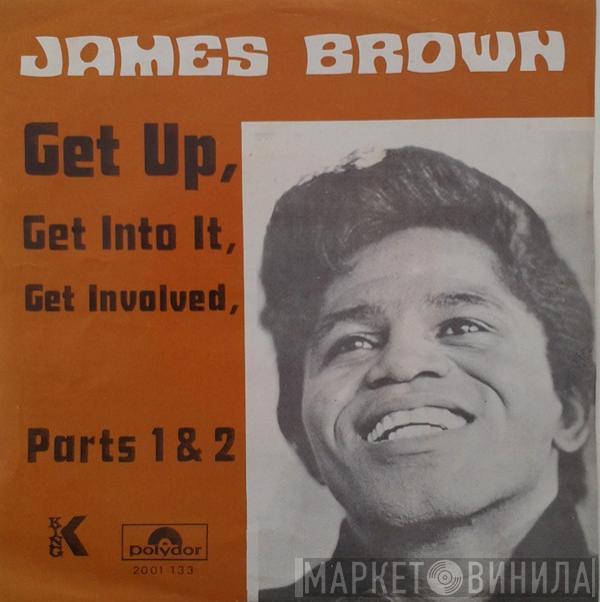 JAMES BROWN
Get Up,
Get Into It,
Get Involved,
Parts 1 & 2
KING K
polydor
2001 133
МАРКЕТ ВИНИЛА